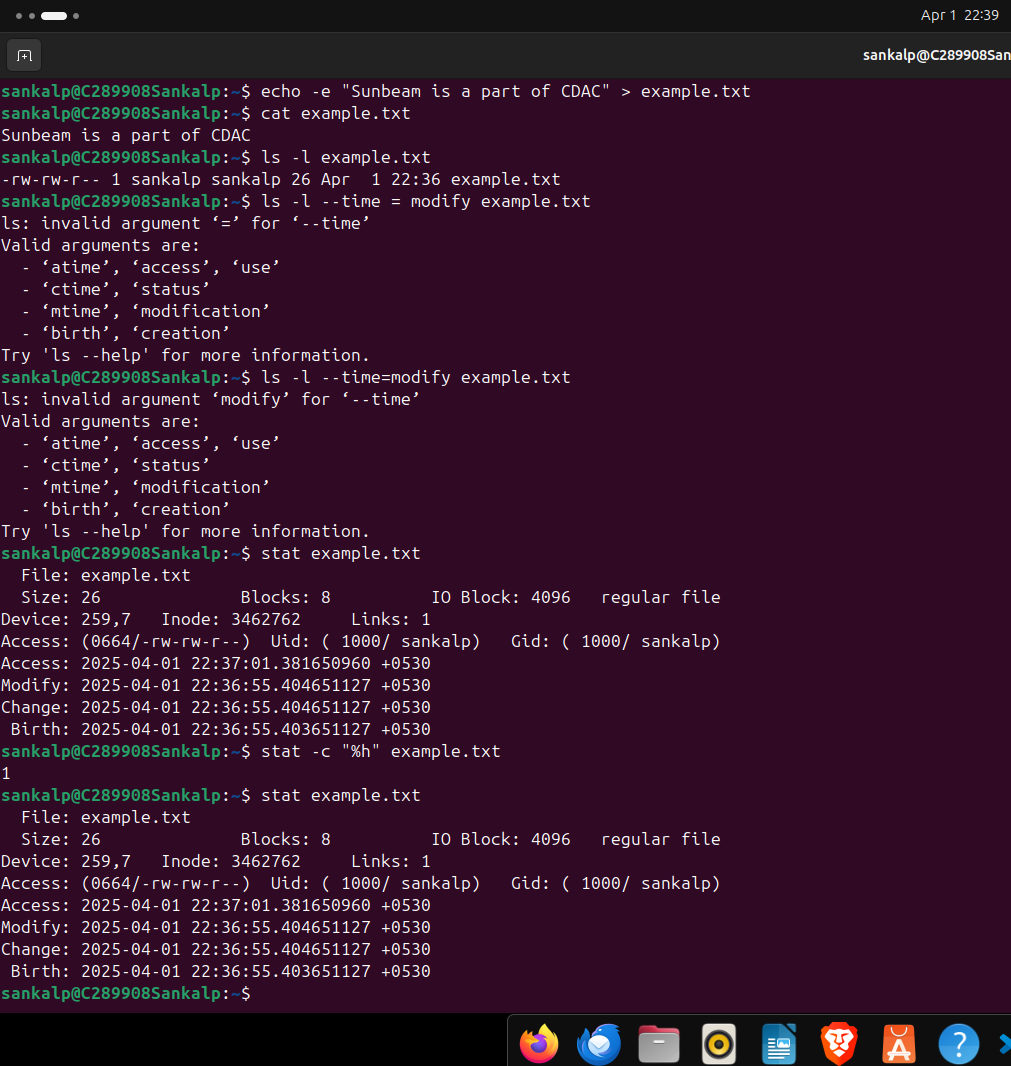 Apr 1 22:39
sankalp@C289908San
sankalp@C289908Sankalp:~$ echo -e "Sunbeam is a part of CDAC" > example.txt
sankalp@C289908Sankalp:~$ cat example.txt
Sunbeam is a part of CDAC
sankalp@C289908Sankalp:~$ ls -l example.txt
-rw-rw-r-- 1 sankalp sankalp 26 Apr  1 22:36 example.txt
sankalp@C289908Sankalp:~$ ls -l --time = modify example.txt
ls: invalid argument ‘=’ for ‘--time’
Valid arguments are:
  - ‘atime’, ‘access’, ‘use’
  - ‘ctime’, ‘status’
  - ‘mtime’, ‘modification’
  - ‘birth’, ‘creation’
Try 'ls --help' for more information.
sankalp@C289908Sankalp:~$ ls -l --time=modify example.txt
ls: invalid argument ‘modify’ for ‘--time’
Valid arguments are:
  - ‘atime’, ‘access’, ‘use’
  - ‘ctime’, ‘status’
  - ‘mtime’, ‘modification’
  - ‘birth’, ‘creation’
Try 'ls --help' for more information.
sankalp@C289908Sankalp:~$ stat example.txt
  File: example.txt
  Size: 26              Blocks: 8          IO Block: 4096   regular file
Device: 259,7   Inode: 3462762     Links: 1
Access: (0664/-rw-rw-r--)  Uid: ( 1000/ sankalp)   Gid: ( 1000/ sankalp)
Access: 2025-04-01 22:37:01.381650960 +0530
Modify: 2025-04-01 22:36:55.404651127 +0530
Change: 2025-04-01 22:36:55.404651127 +0530
 Birth: 2025-04-01 22:36:55.403651127 +0530
sankalp@C289908Sankalp:~$ stat -c "%h" example.txt
1
sankalp@C289908Sankalp:~$ stat example.txt
  File: example.txt
  Size: 26              Blocks: 8          IO Block: 4096   regular file
Device: 259,7   Inode: 3462762     Links: 1
Access: (0664/-rw-rw-r--)  Uid: ( 1000/ sankalp)   Gid: ( 1000/ sankalp)
Access: 2025-04-01 22:37:01.381650960 +0530
Modify: 2025-04-01 22:36:55.404651127 +0530
Change: 2025-04-01 22:36:55.404651127 +0530
 Birth: 2025-04-01 22:36:55.403651127 +0530
sankalp@C289908Sankalp:~$